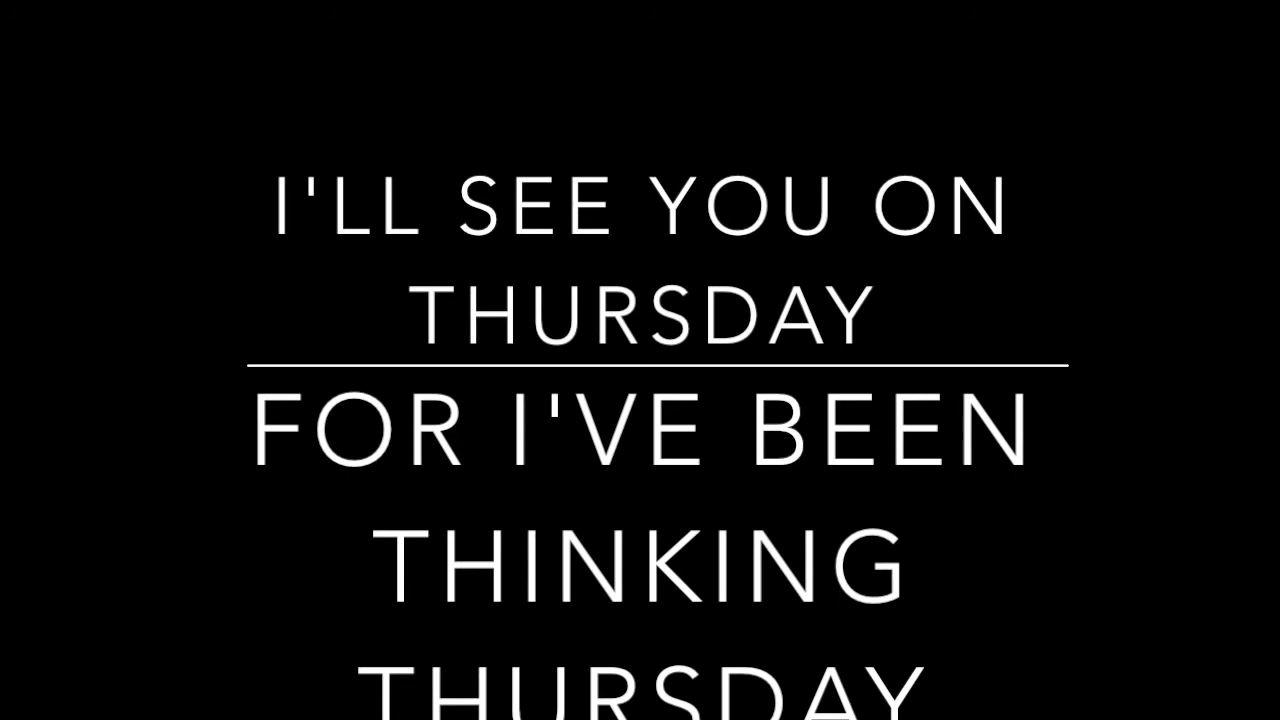 I'LL SEE YOU ON
THURSDAY
FOR I'VE BEEN
THINKING
THURSDAY